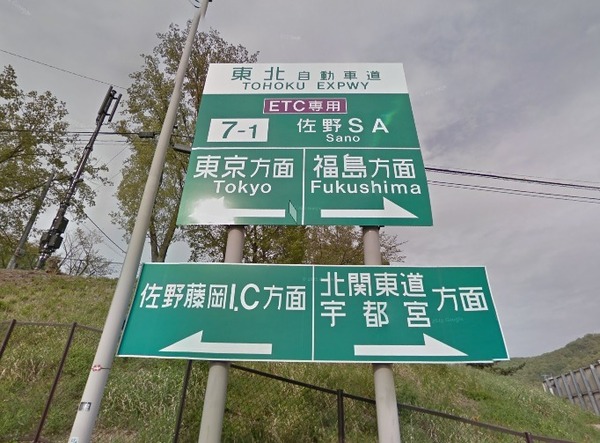 東北自動車道
TOHOKU EXPWY
ETC専用
7-1 佐野SA
Sano
東京方面 福島方面
Tokyo Fukushima
佐野藤岡I.C方面 北関東道 方面
宇都宮